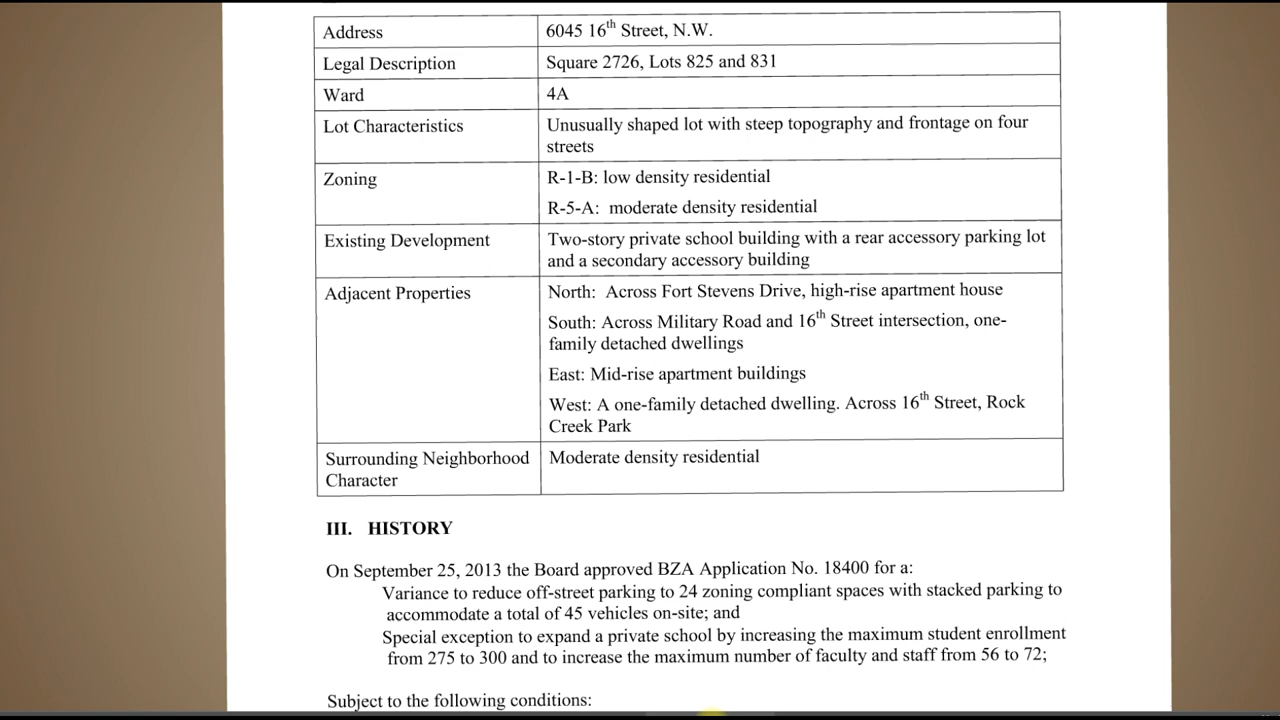 Address 6045 16th Street, N.W.
Legal Description Square 2726, Lots 825 and 831
Ward 4A
Lot Characteristics Unusually shaped lot with steep topography and frontage on four
streets
Zoning R-1-B: low density residential
R-5-A: moderate density residential
Existing Development Two-story private school building with a rear accessory parking lot
and a secondary accessory building
Adjacent Properties North: Across Fort Stevens Drive, high-rise apartment house
South: Across Military Road and 16th Street intersection, one-
family detached dwellings
East: Mid-rise apartment buildings
West: A one-family detached dwelling. Across 16th Street, Rock
Creek Park
Surrounding Neighborhood Moderate density residential
Character
III. HISTORY
On September 25, 2013 the Board approved BZA Application No. 18400 for a:
Variance to reduce off-street parking to 24 zoning compliant spaces with stacked parking to
accommodate a total of 45 vehicles on-site; and
Special exception to expand a private school by increasing the maximum student enrollment
from 275 to 300 and to increase the maximum number of faculty and staff from 56 to 72;
Subject to the following conditions: